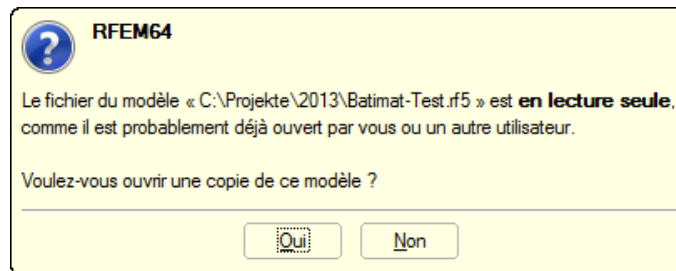 RFEM64
Le fichier du modèle « C:\Projekte\2013\Batimat-Test.rf5 » est en lecture seule,
comme il est probablement déjà ouvert par vous ou un autre utilisateur.
Voulez-vous ouvrir une copie de ce modèle ?
Oui Non